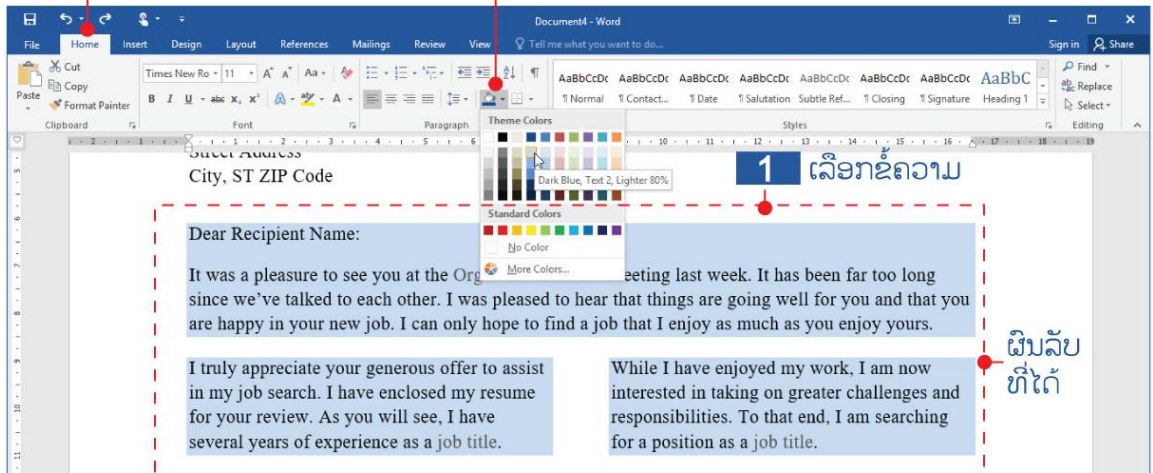 Document4 - Word
File Home Insert Design Layout References Mailings Review View Tell me what you want to do... Sign in Share
Cut
Copy
Format Painter
Paste
Times New Ro 11 Aa
B I U abc X₂ X² A A
AaBbCcDc AaBbCcDc AaBbCcDc AaBbCcDc AaBbCcDc AaBbCcDc AaBbCcDc AaBbC
¶ Normal ¶ Contact... ¶ Date ¶ Salutation Subtle Ref... ¶ Closing ¶ Signature Heading 1
Find
Replace
Select
Clipboard Font Paragraph Styles Editing
Theme Colors
Dark Blue, Text 2, Lighter 80%
Standard Colors
No Color
More Colors...
1 ເລືອກຂໍ້ຄວາມ
Street Address
City, ST ZIP Code
Dear Recipient Name:
It was a pleasure to see you at the Org eeting last week. It has been far too long
since we've talked to each other. I was pleased to hear that things are going well for you and that you
are happy in your new job. I can only hope to find a job that I enjoy as much as you enjoy yours.
I truly appreciate your generous offer to assist
in my job search. I have enclosed my resume
for your review. As you will see, I have
several years of experience as a job title.
While I have enjoyed my work, I am now
interested in taking on greater challenges and
responsibilities. To that end, I am searching
for a position as a job title.
ຜົນລັບ
ທີ່ໄດ້